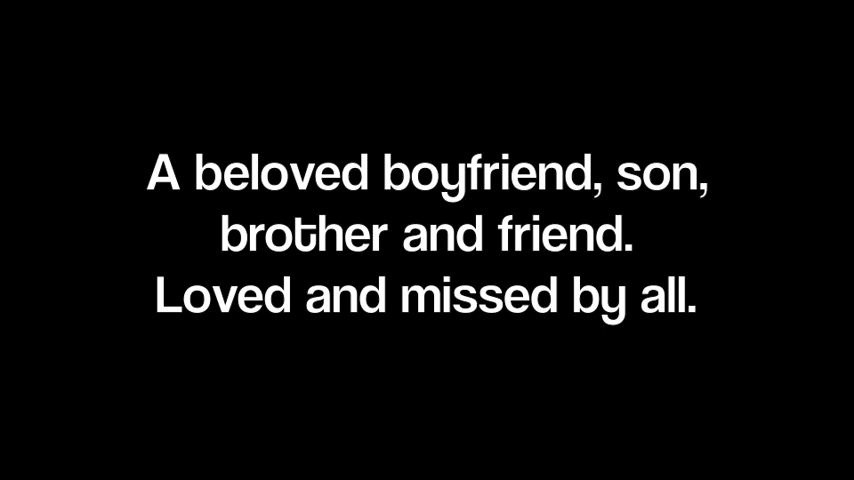 A beloved boyfriend, son,
brother and friend.
Loved and missed by all.